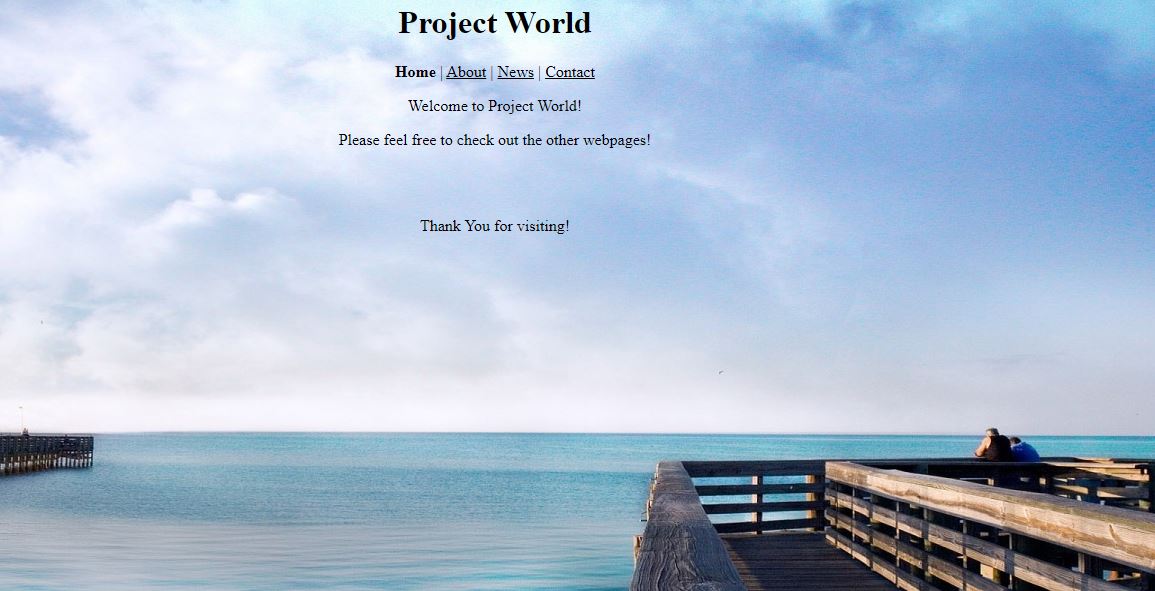 Project World
Home | About | News | Contact
Welcome to Project World!
Please feel free to check out the other webpages!
Thank You for visiting!